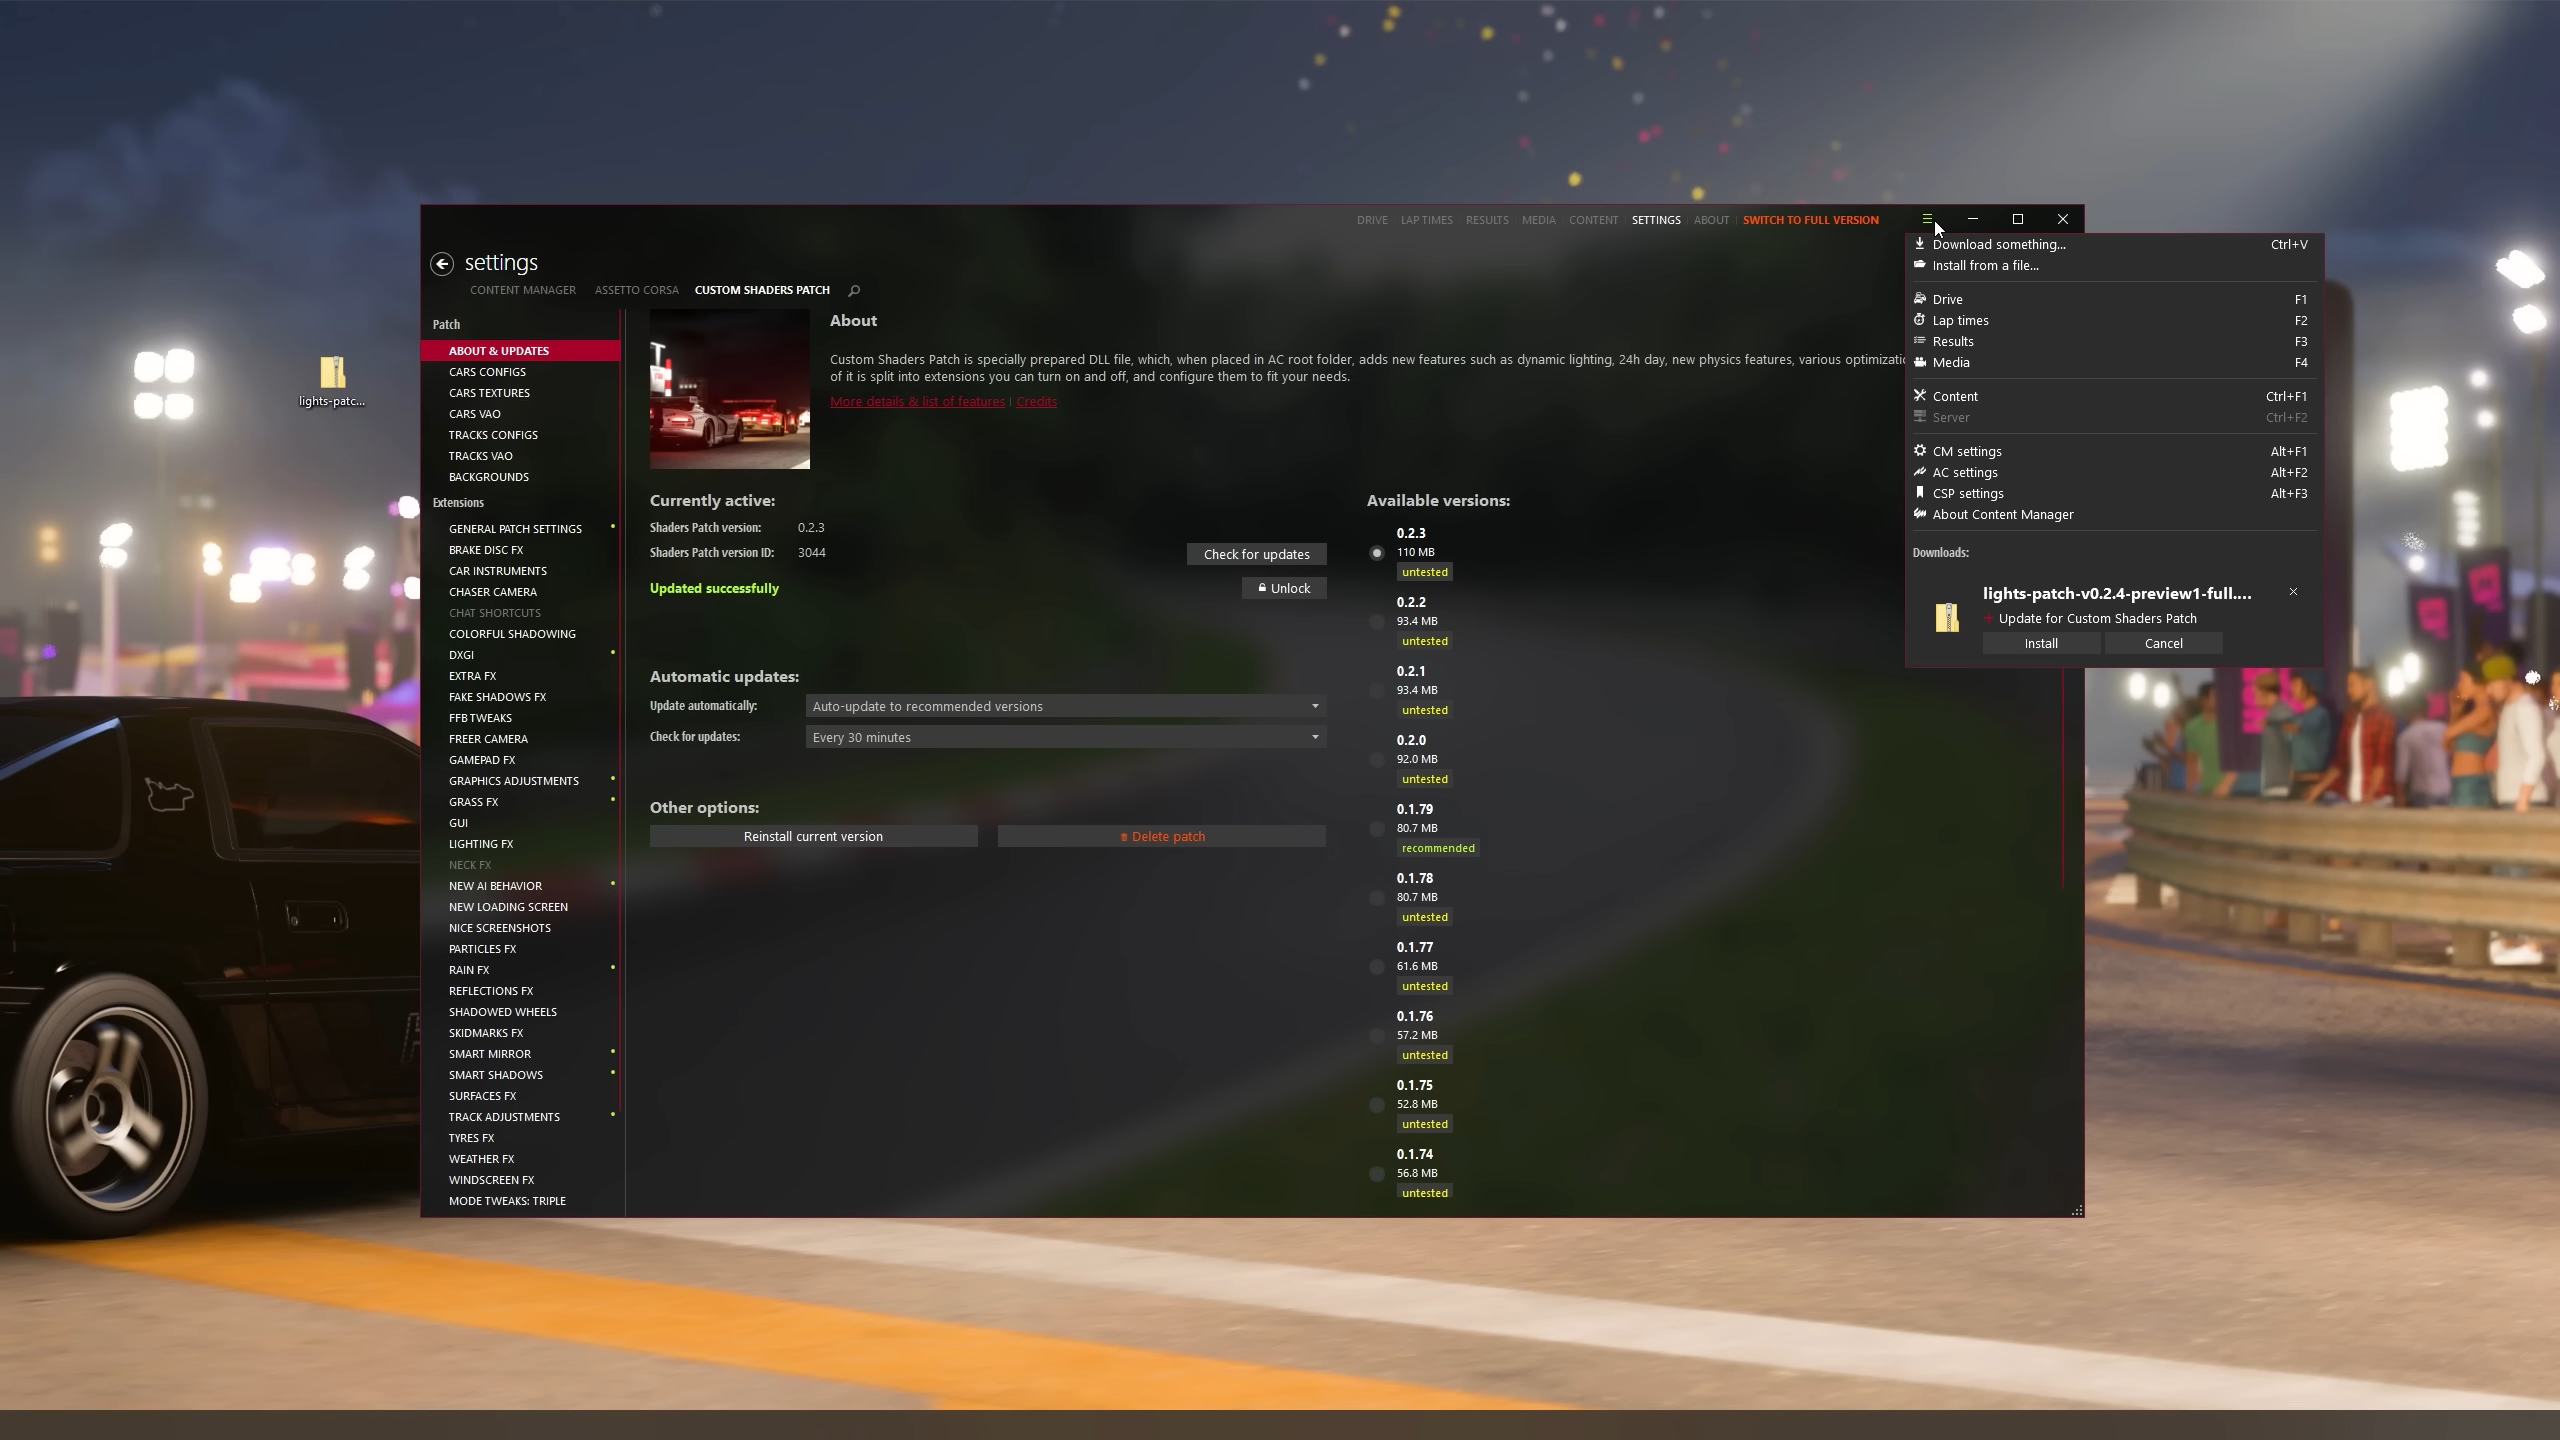 lights-patc...
DRIVE LAP TIMES RESULTS MEDIA CONTENT SETTINGS ABOUT SWITCH TO FULL VERSION
settings
CONTENT MANAGER ASSETTO CORSA CUSTOM SHADERS PATCH
Patch
ABOUT & UPDATES
CARS CONFIGS
CARS TEXTURES
CARS VAO
TRACKS CONFIGS
TRACKS VAO
BACKGROUNDS
Extensions
GENERAL PATCH SETTINGS
BRAKE DISC FX
CAR INSTRUMENTS
CHASER CAMERA
CHAT SHORTCUTS
COLORFUL SHADOWING
DXGI
EXTRA FX
FAKE SHADOWS FX
FFB TWEAKS
FREER CAMERA
GAMEPAD FX
GRAPHICS ADJUSTMENTS
GRASS FX
GUI
LIGHTING FX
NECK FX
NEW AI BEHAVIOR
NEW LOADING SCREEN
NICE SCREENSHOTS
PARTICLES FX
RAIN FX
REFLECTIONS FX
SHADOWED WHEELS
SKIDMARKS FX
SMART MIRROR
SMART SHADOWS
SURFACES FX
TRACK ADJUSTMENTS
TYRES FX
WEATHER FX
WINDSCREEN FX
MODE TWEAKS: TRIPLE
About
Custom Shaders Patch is specially prepared DLL file, which, when placed in AC root folder, adds new features such as dynamic lighting, 24h day, new physics features, various
of it is split into extensions you can turn on and off, and configure them to fit your needs.
More details & list of features | Credits
Currently active:
Shaders Patch version: 0.2.3
Shaders Patch version ID: 3044
Check for updates
Updated successfully
Unlock
Automatic updates:
Update automatically: Auto-update to recommended versions
Check for updates: Every 30 minutes
Other options:
Reinstall current version
Delete patch
Available versions:
0.2.3
110 MB
untested
0.2.2
93.4 MB
untested
0.2.1
93.4 MB
untested
0.2.0
92.0 MB
untested
0.1.79
80.7 MB
recommended
0.1.78
80.7 MB
untested
0.1.77
61.6 MB
untested
0.1.76
57.2 MB
untested
0.1.75
52.8 MB
untested
0.1.74
56.8 MB
untested
Download something... Ctrl+V
Install from a file...
Drive F1
Lap times F2
Results F3
Media F4
Content Ctrl+F1
Server Ctrl+F2
CM settings Alt+F1
AC settings Alt+F2
CSP settings Alt+F3
About Content Manager
Downloads:
lights-patch-v0.2.4-preview1-full....
+ Update for Custom Shaders Patch
Install
Cancel